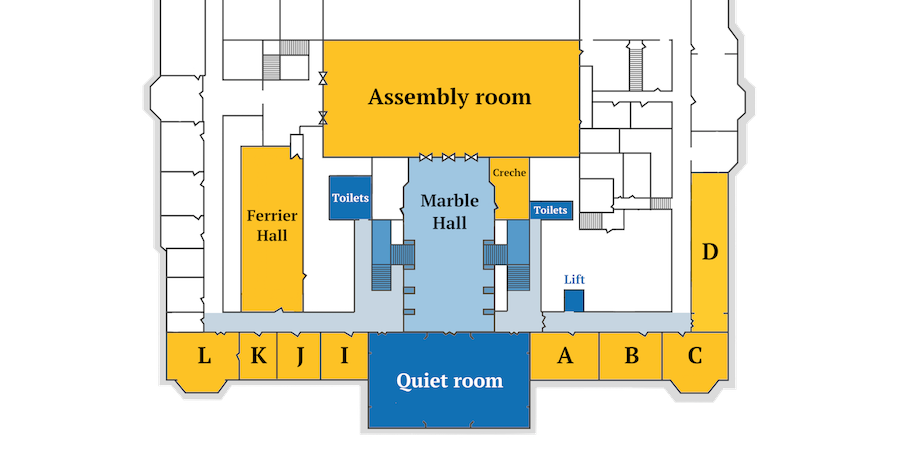 Assembly room
Creche
Toilets
Marble
Hall
Toilets
Ferrier
Hall
D
Lift
L
K
J
I
A
B
C
Quiet room